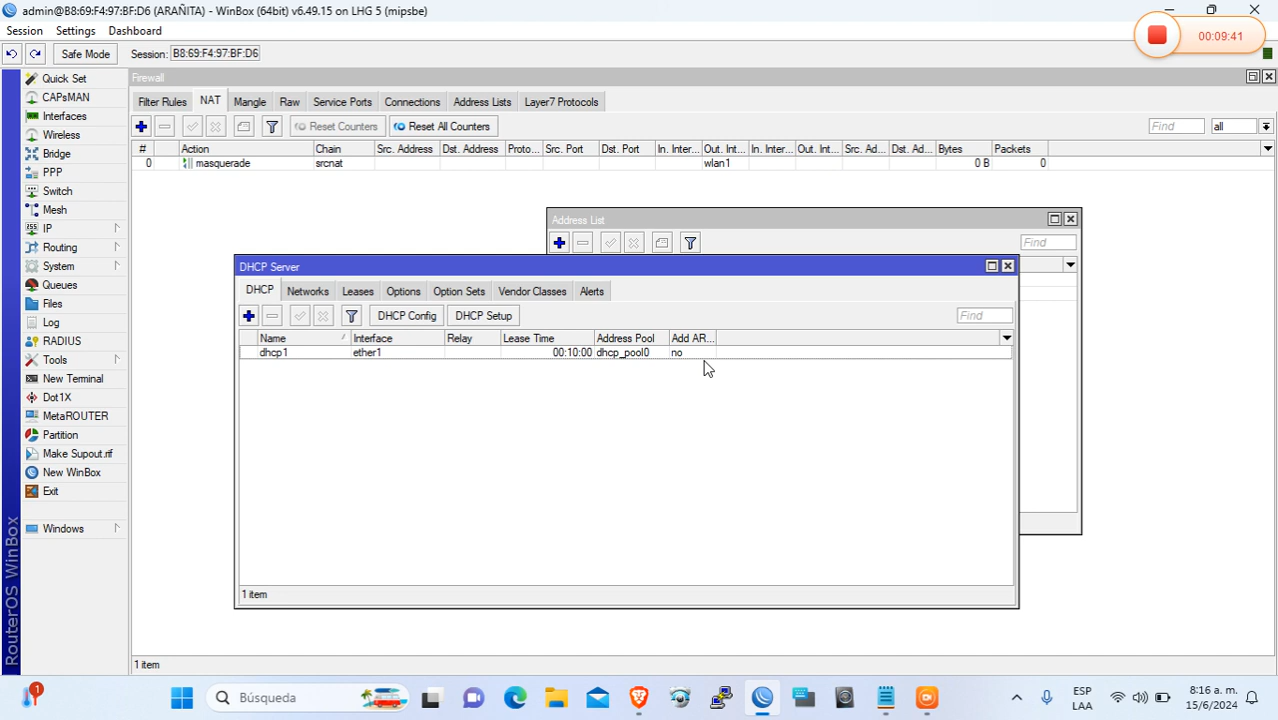 admin@B8:69:F4:97:BF:D6 (ARAÑITA) - WinBox (64bit) v6.49.15 on LHG 5 (mipsbe)
Session Settings Dashboard
Safe Mode Session: B8:69:F4:97:BF:D6
00:09:41
Quick Set
CAPsMAN
Interfaces
Wireless
Bridge
PPP
Switch
Mesh
IP
Routing
System
Queues
Files
Log
RADIUS
Tools
New Terminal
Dot1X
MetaROUTER
Partition
Make Supout.rif
New WinBox
Exit
Windows
RouterOS WinBox
Firewall
Filter Rules NAT Mangle Raw Service Ports Connections Address Lists Layer7 Protocols
Reset Counters Reset All Counters Find all
# Action Chain Src. Address Dst. Address Proto... Src. Port Dst. Port In. Inter... Out. Int... In. Inter... Out. Int... Src. Ad... Dst. Ad... Bytes Packets
0 masquerade srcnat wlan1 0 B 0
Address List
Find
DHCP Server
DHCP Networks Leases Options Option Sets Vendor Classes Alerts
DHCP Config DHCP Setup Find
Name Interface Relay Lease Time Address Pool Add AR...
dhcp1 ether1 00:10:00 dhcp_pool0 no
1 item
1 item
1 Búsqueda
ESP
LAA
8:16 a. m.
15/6/2024